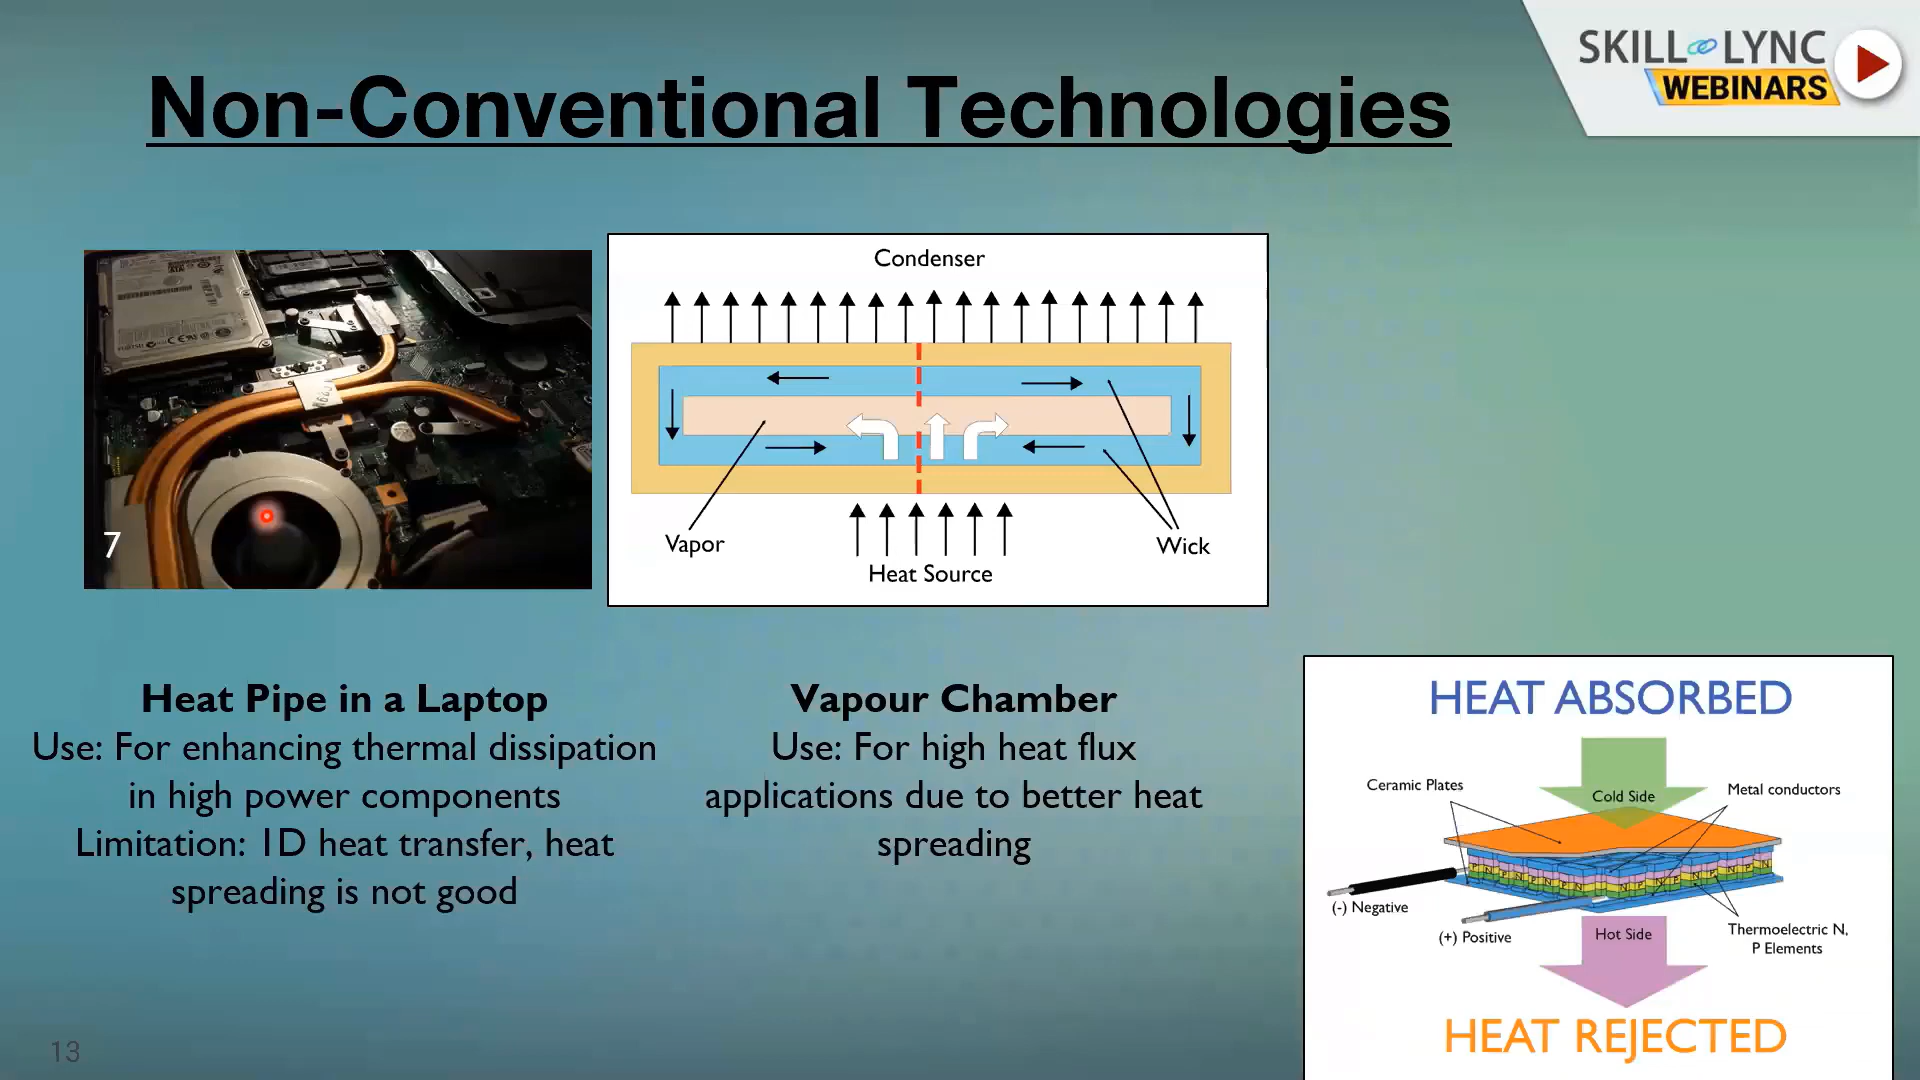 SKILL LYNC
WEBINARS
Non-Conventional Technologies
7
Condenser
Vapor
Wick
Heat Source
Heat Pipe in a Laptop
Use: For enhancing thermal dissipation
in high power components
Limitation: 1D heat transfer, heat
spreading is not good
Vapour Chamber
Use: For high heat flux
applications due to better heat
spreading
HEAT ABSORBED
Ceramic Plates
Cold Side
Metal conductors
(-) Negative
(+) Positive
Hot Side
Thermoelectric N,
P Elements
HEAT REJECTED
13